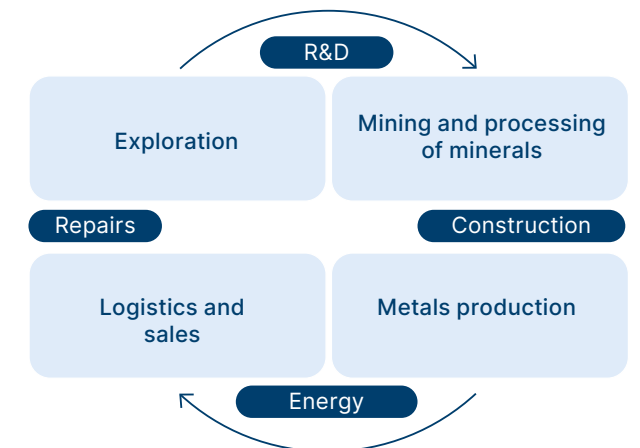 R&D
Exploration
Mining and processing
of minerals
Repairs
Construction
Logistics and
sales
Metals production
Energy